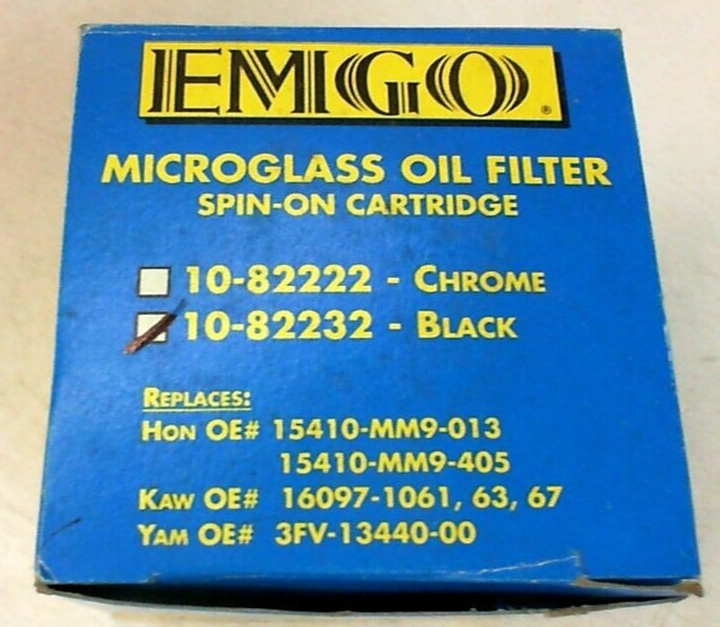 EMGO®
MICROGLASS OIL FILTER
SPIN-ON CARTRIDGE
10-82222 - CHROME
10-82232 - BLACK
REPLACES:
HON OE# 15410-MM9-013
15410-MM9-405
KAW OE# 16097-1061, 63, 67
YAM OE# 3FV-13440-00